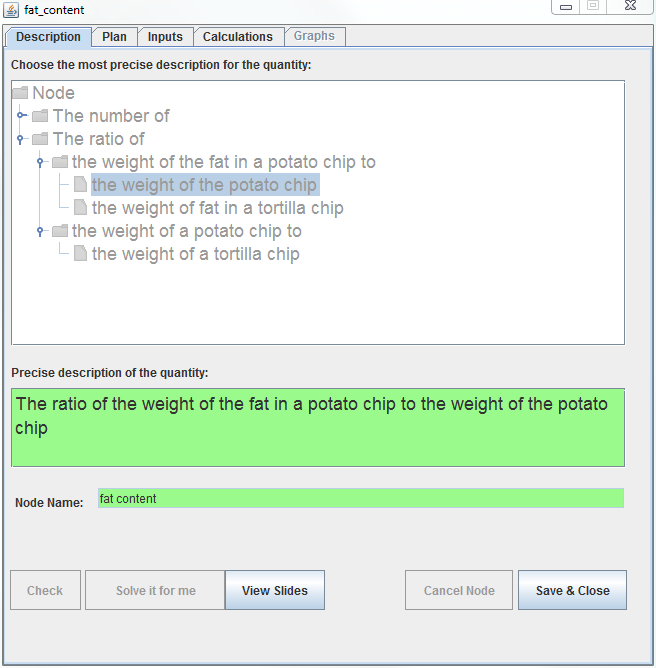 fat_content
Description Plan Inputs Calculations Graphs
Choose the most precise description for the quantity:
Node
The number of
The ratio of
the weight of the fat in a potato chip to
the weight of the potato chip
the weight of fat in a tortilla chip
the weight of a potato chip to
the weight of a tortilla chip
Precise description of the quantity:
The ratio of the weight of the fat in a potato chip to the weight of the potato
chip
Node Name: fat content
Check Solve it for me View Slides Cancel Node Save & Close